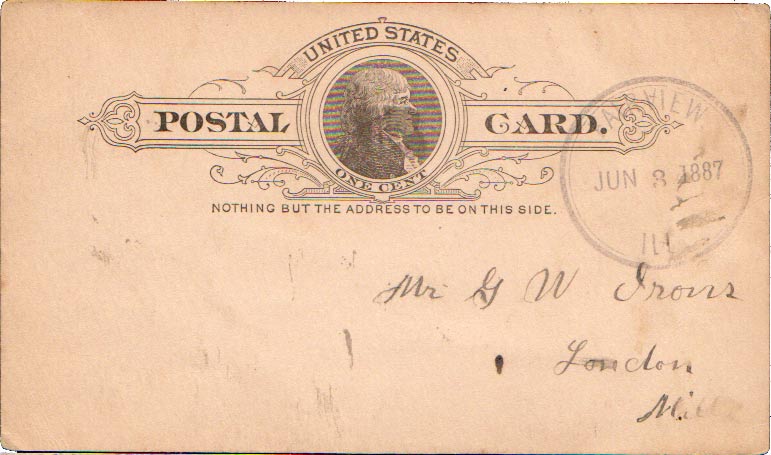 UNITED STATES
POSTAL CARD.
ONE CENT
NOTHING BUT THE ADDRESS TO BE ON THIS SIDE.
JUN 8 1887
ILL
Mr G W Irons
London
Mills